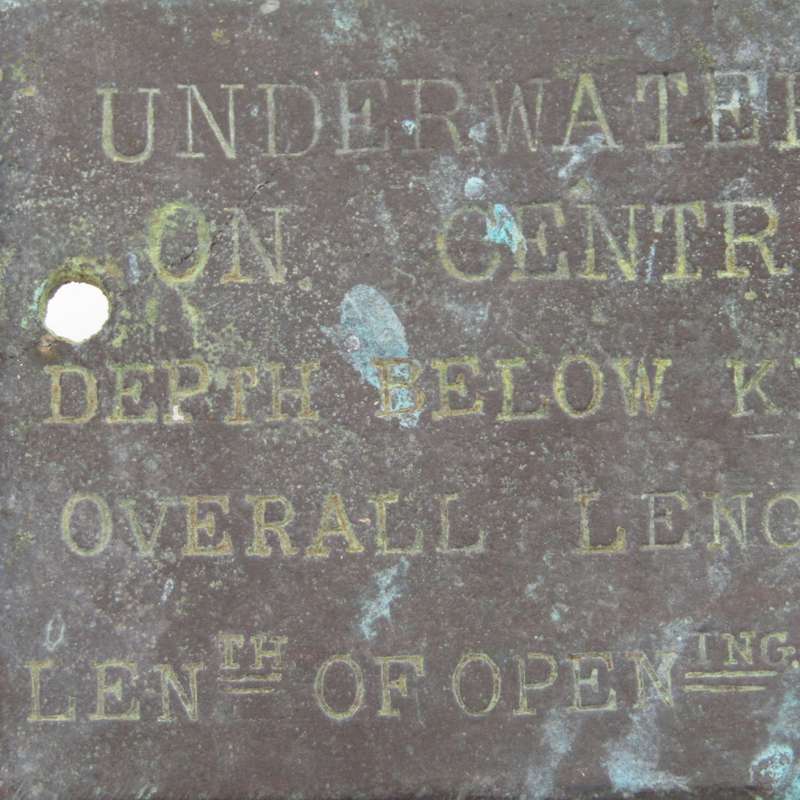 UNDERWATE
ON CENTR
DEPTH BELOW K
OVERALL LENG
LENTH OF OPENING.